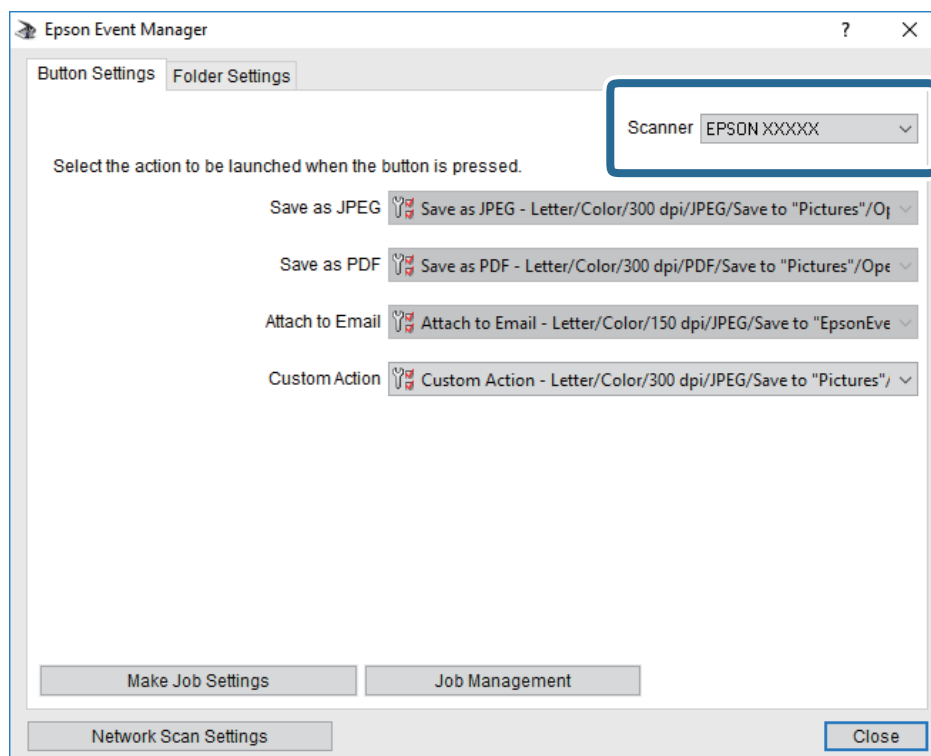 Epson Event Manager ? ×
Button Settings Folder Settings
Scanner EPSON XXXXX
Select the action to be launched when the button is pressed.
Save as JPEG Save as JPEG - Letter/Color/300 dpi/JPEG/Save to "Pictures"/Op
Save as PDF Save as PDF - Letter/Color/300 dpi/PDF/Save to "Pictures"/Ope
Attach to Email Attach to Email - Letter/Color/150 dpi/JPEG/Save to "EpsonEve
Custom Action Custom Action - Letter/Color/300 dpi/JPEG/Save to "Pictures"/
Make Job Settings Job Management
Network Scan Settings Close